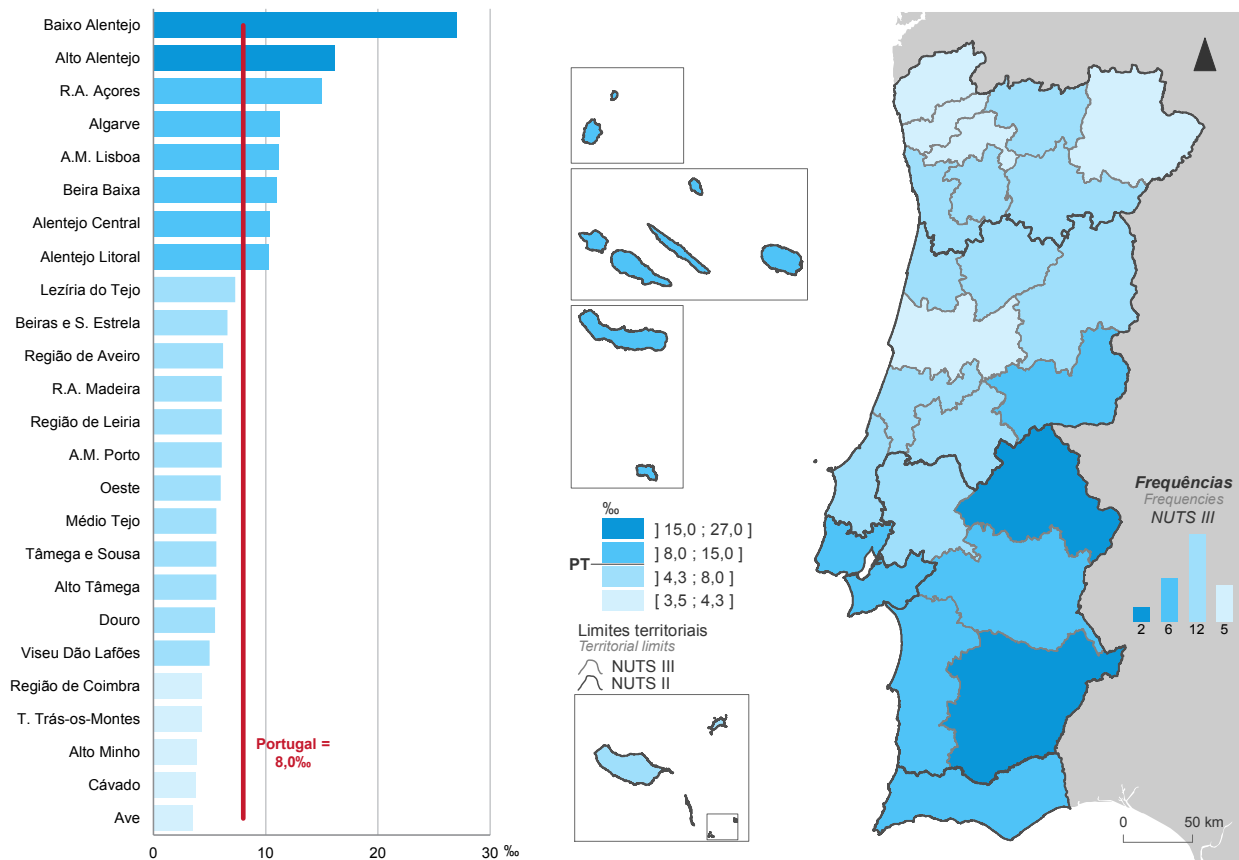 Baixo Alentejo
Alto Alentejo
R.A. Açores
Algarve
A.M. Lisboa
Beira Baixa
Alentejo Central
Alentejo Litoral
Lezíria do Tejo
Beiras e S. Estrela
Região de Aveiro
R.A. Madeira
Região de Leiria
A.M. Porto
Oeste
Médio Tejo
Tâmega e Sousa
Alto Tâmega
Douro
Viseu Dão Lafões
Região de Coimbra
T. Trás-os-Montes
Alto Minho
Cávado
Ave
Portugal =
8,0‰
0 10 20 30 ‰
‰
] 15,0 ; 27,0 ]
] 8,0 ; 15,0 ]
PT
] 4,3 ; 8,0 ]
[ 3,5 ; 4,3 ]
Limites territoriais
Territorial limits
NUTS III
NUTS II
Frequências
Frequencies
NUTS III
2 6 12 5
0 50 km